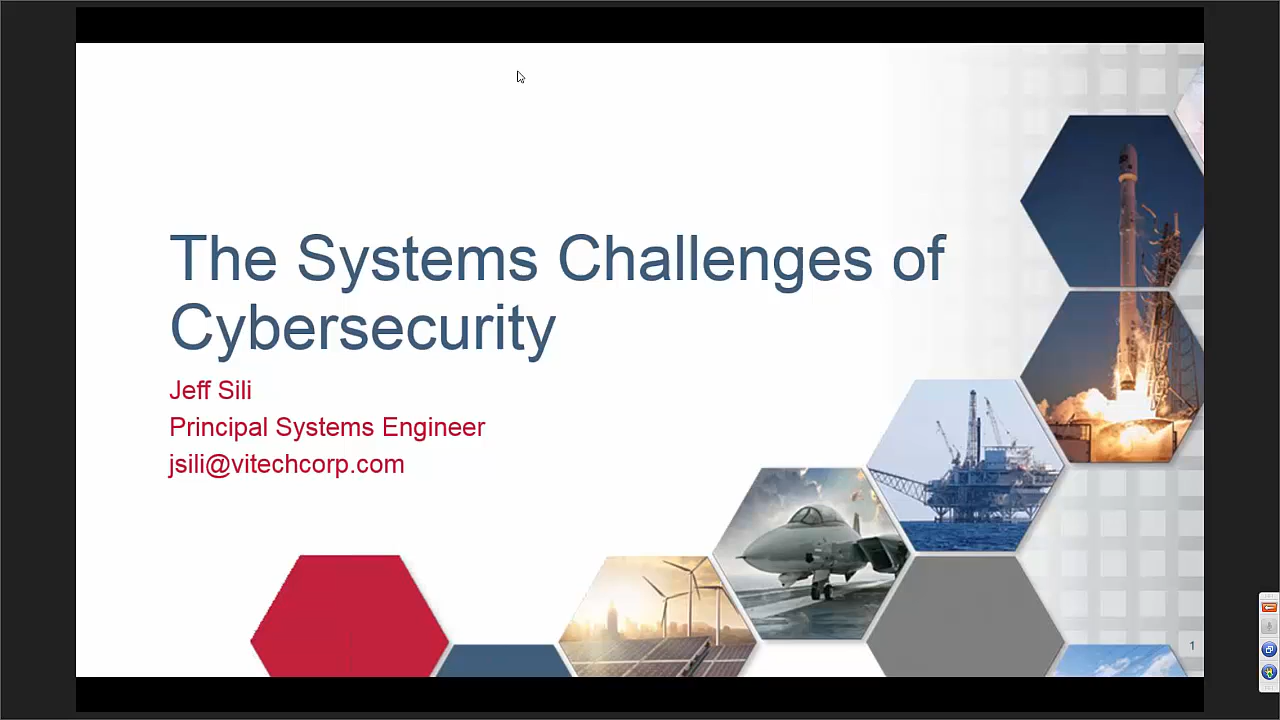 The Systems Challenges of
Cybersecurity
Jeff Sili
Principal Systems Engineer
jsili@vitechcorp.com
1